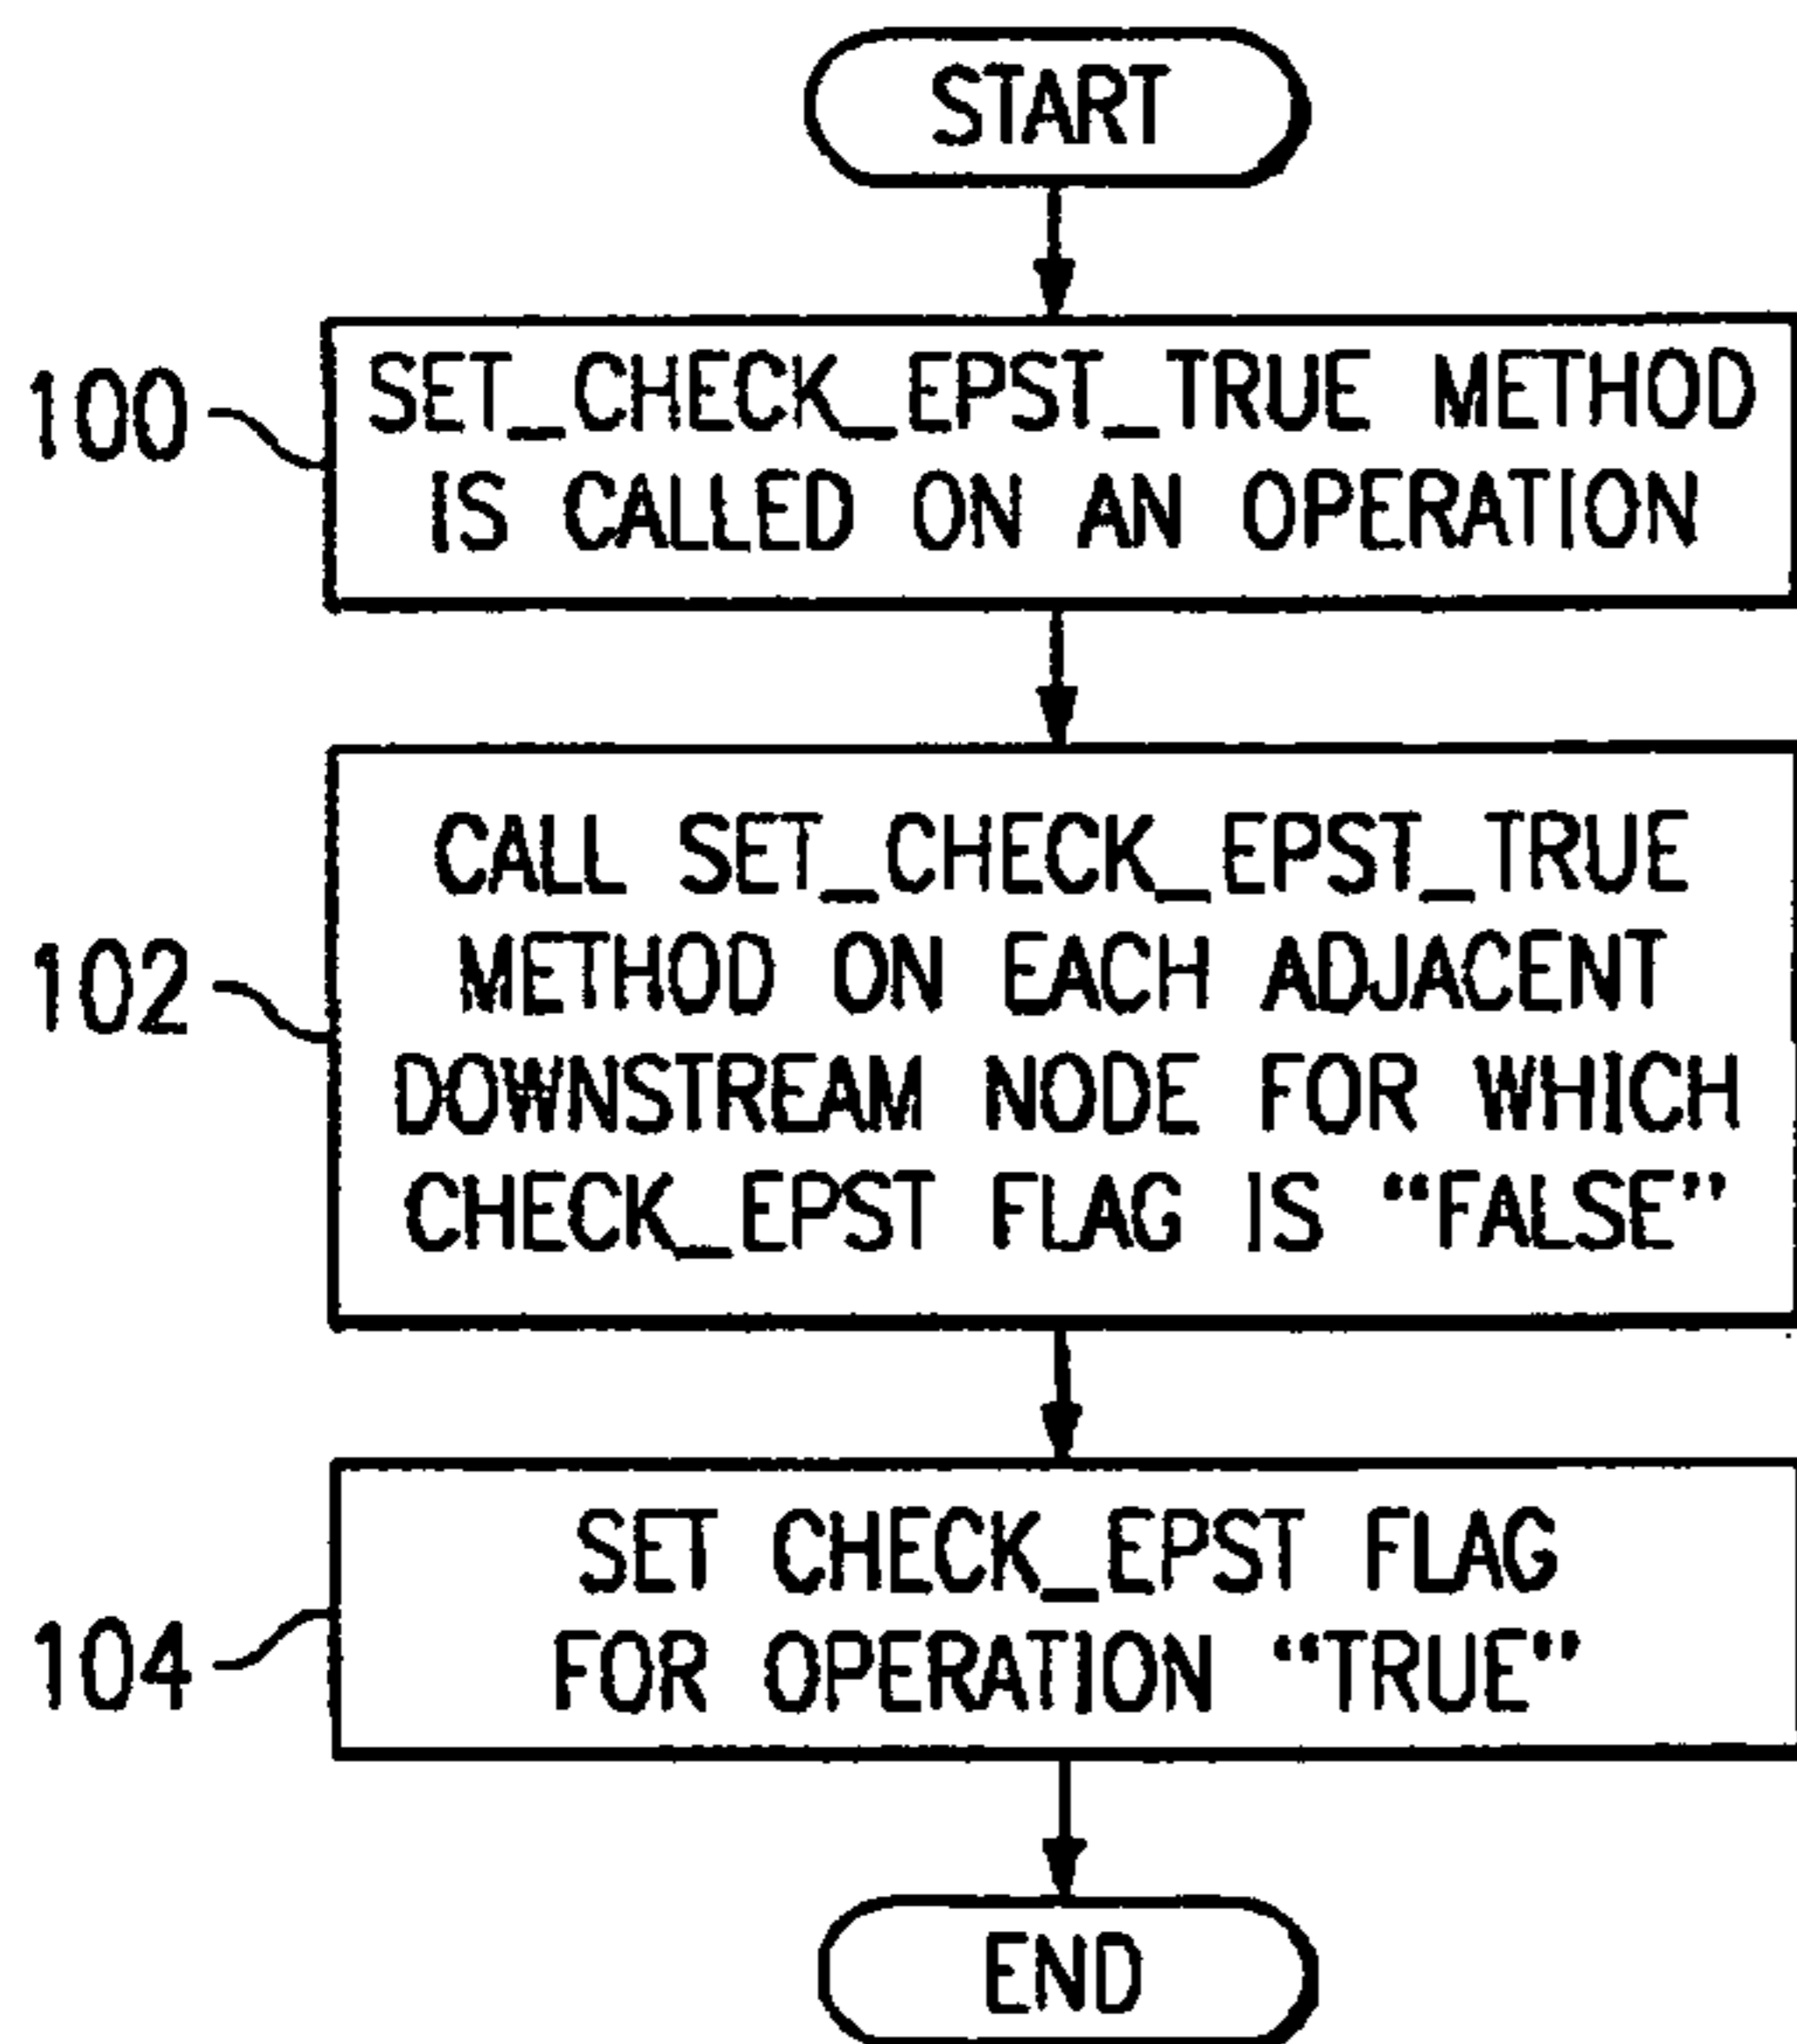 START
100
SET_CHECK_EPST_TRUE METHOD
IS CALLED ON AN OPERATION
102
CALL SET_CHECK_EPST_TRUE
METHOD ON EACH ADJACENT
DOWNSTREAM NODE FOR WHICH
CHECK_EPST FLAG IS “FALSE”
104
SET CHECK_EPST FLAG
FOR OPERATION “TRUE”
END